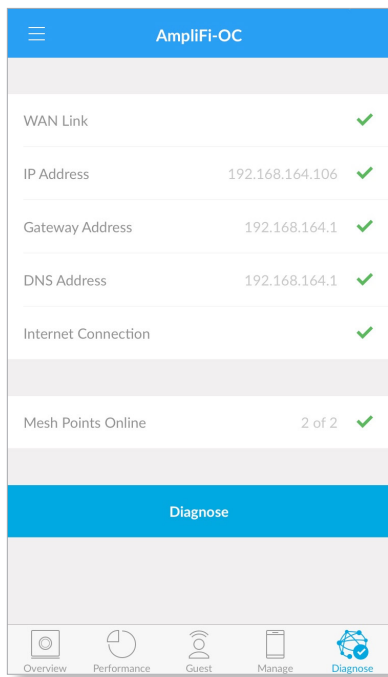 AmpliFi-OC
WAN Link
IP Address 192.168.164.106
Gateway Address 192.168.164.1
DNS Address 192.168.164.1
Internet Connection
Mesh Points Online 2 of 2
Diagnose
Overview Performance Guest Manage Diagnose